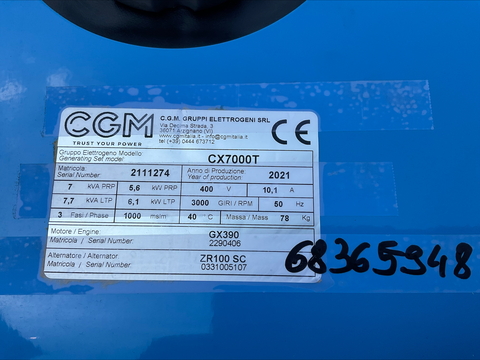 CGM
TRUST YOUR POWER
C.G.M. GRUPPI ELETTROGENI SRL
Via Decima Strada, 3
36071 Arzignano (VI)
www.cgmitalia.it / info@cgmitalia.it
tel (+39) 0444 673712
CE
Gruppo Elettrogeno Modello
Generating Set model
CX7000T
Matricola:
Serial Number:
2111274
Anno di Produzione:
Year of production:
2021
7 kVA PRP 5,6 kW PRP 400 V 10,1 A
7,7 kVA LTP 6,1 kW LTP 3000 GIRI / RPM 50 Hz
3 Fasi / Phase 1000 mslm 40 C Massa / Mass 78 Kg
Motore / Engine:
Matricola / Serial Number:
GX390
2290406
Alternatore / Alternator:
Matricola / Serial Number:
ZR100 SC
0331005107
68365948